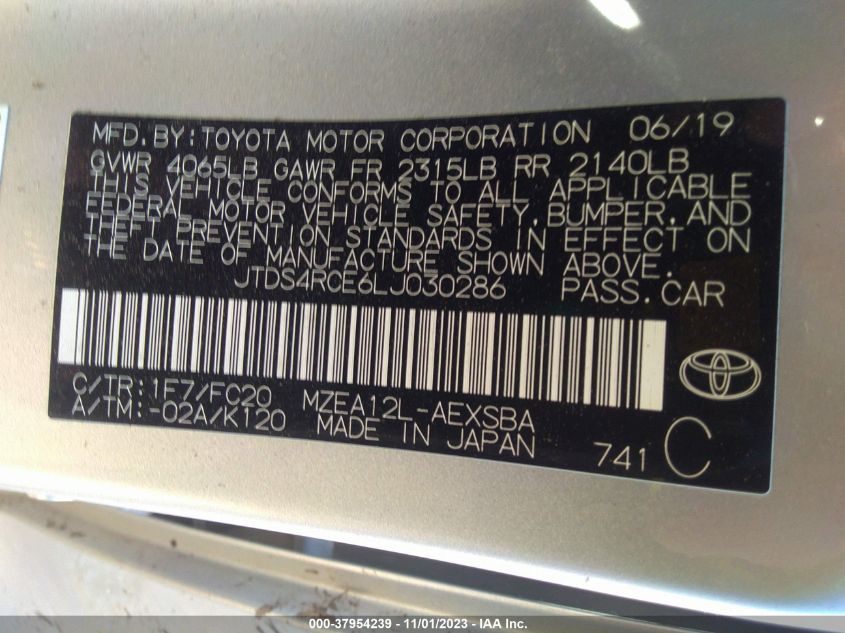 MFD.BY:TOYOTA MOTOR CORPORATION 06/19
GVWR 4065LB GAWR FR 2315LB RR 2140LB
THIS VEHICLE CONFORMS TO ALL APPLICABLE
FEDERAL MOTOR VEHICLE SAFETY,BUMPER,AND
THEFT PREVENTION STANDARDS IN EFFECT ON
THE DATE OF MANUFACTURE SHOWN ABOVE.
JTDS4RCE6LJ030286 PASS.CAR
C/TR:1F7/FC20 MZEA12L-AEXSBA
A/TM:-02A/K120 MADE IN JAPAN
741 C
000-37954239 - 11/01/2023 - IAA Inc.